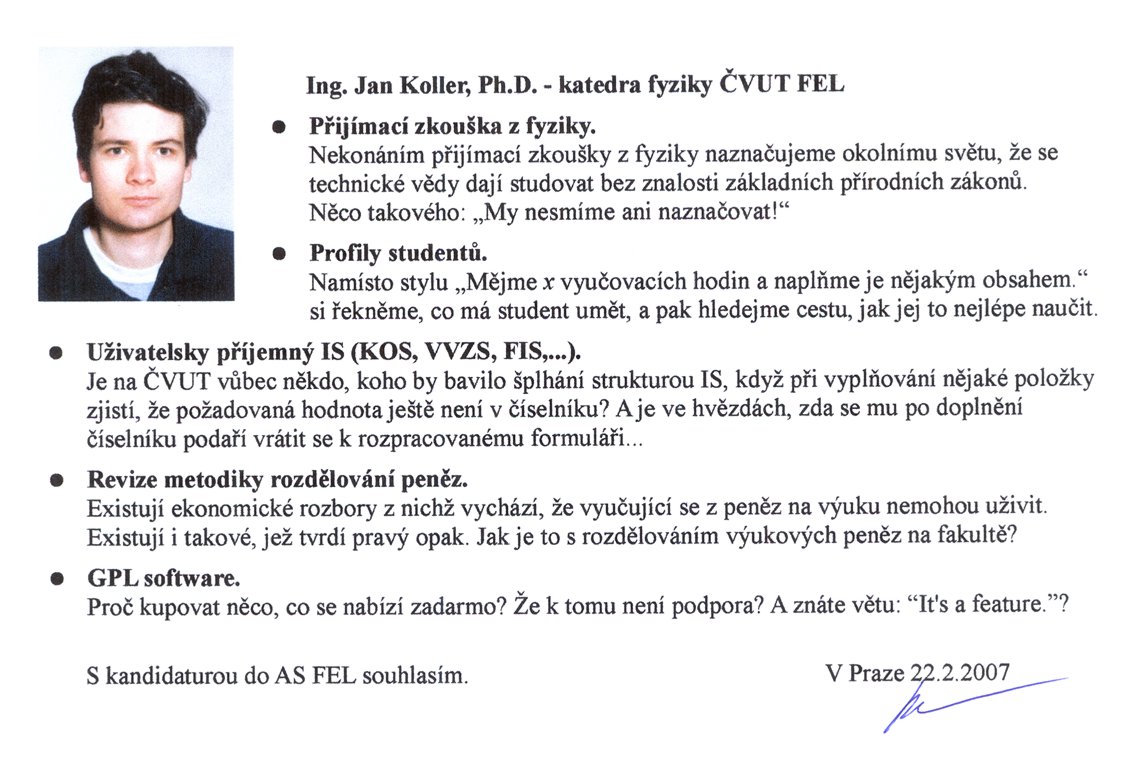 Ing. Jan Koller, Ph.D. - katedra fyziky ČVUT FEL
● Přijímací zkouška z fyziky.
Nekonáním přijímací zkoušky z fyziky naznačujeme okolnímu světu, že se
technické vědy dají studovat bez znalosti základních přírodních zákonů.
Něco takového: „My nesmíme ani naznačovat!“
● Profily studentů.
Namísto stylu „Mějme x vyučovacích hodin a naplňme je nějakým obsahem.“
si řekněme, co má student umět, a pak hledejme cestu, jak jej to nejlépe naučit.
● Uživatelsky příjemný IS (KOS, VVZS, FIS,...).
Je na ČVUT vůbec někdo, koho by bavilo šplhání strukturou IS, když při vyplňování nějaké položky
zjistí, že požadovaná hodnota ještě není v číselníku? A je ve hvězdách, zda se mu po doplnění
číselníku podaří vrátit se k rozpracovanému formuláři...
● Revize metodiky rozdělování peněz.
Existují ekonomické rozbory z nichž vychází, že vyučující se z peněz na výuku nemohou uživit.
Existují i takové, jež tvrdí pravý opak. Jak je to s rozdělováním výukových peněz na fakultě?
● GPL software.
Proč kupovat něco, co se nabízí zadarmo? Že k tomu není podpora? A znáte větu: “It's a feature.”?
S kandidaturou do AS FEL souhlasím.
V Praze 22.2.2007